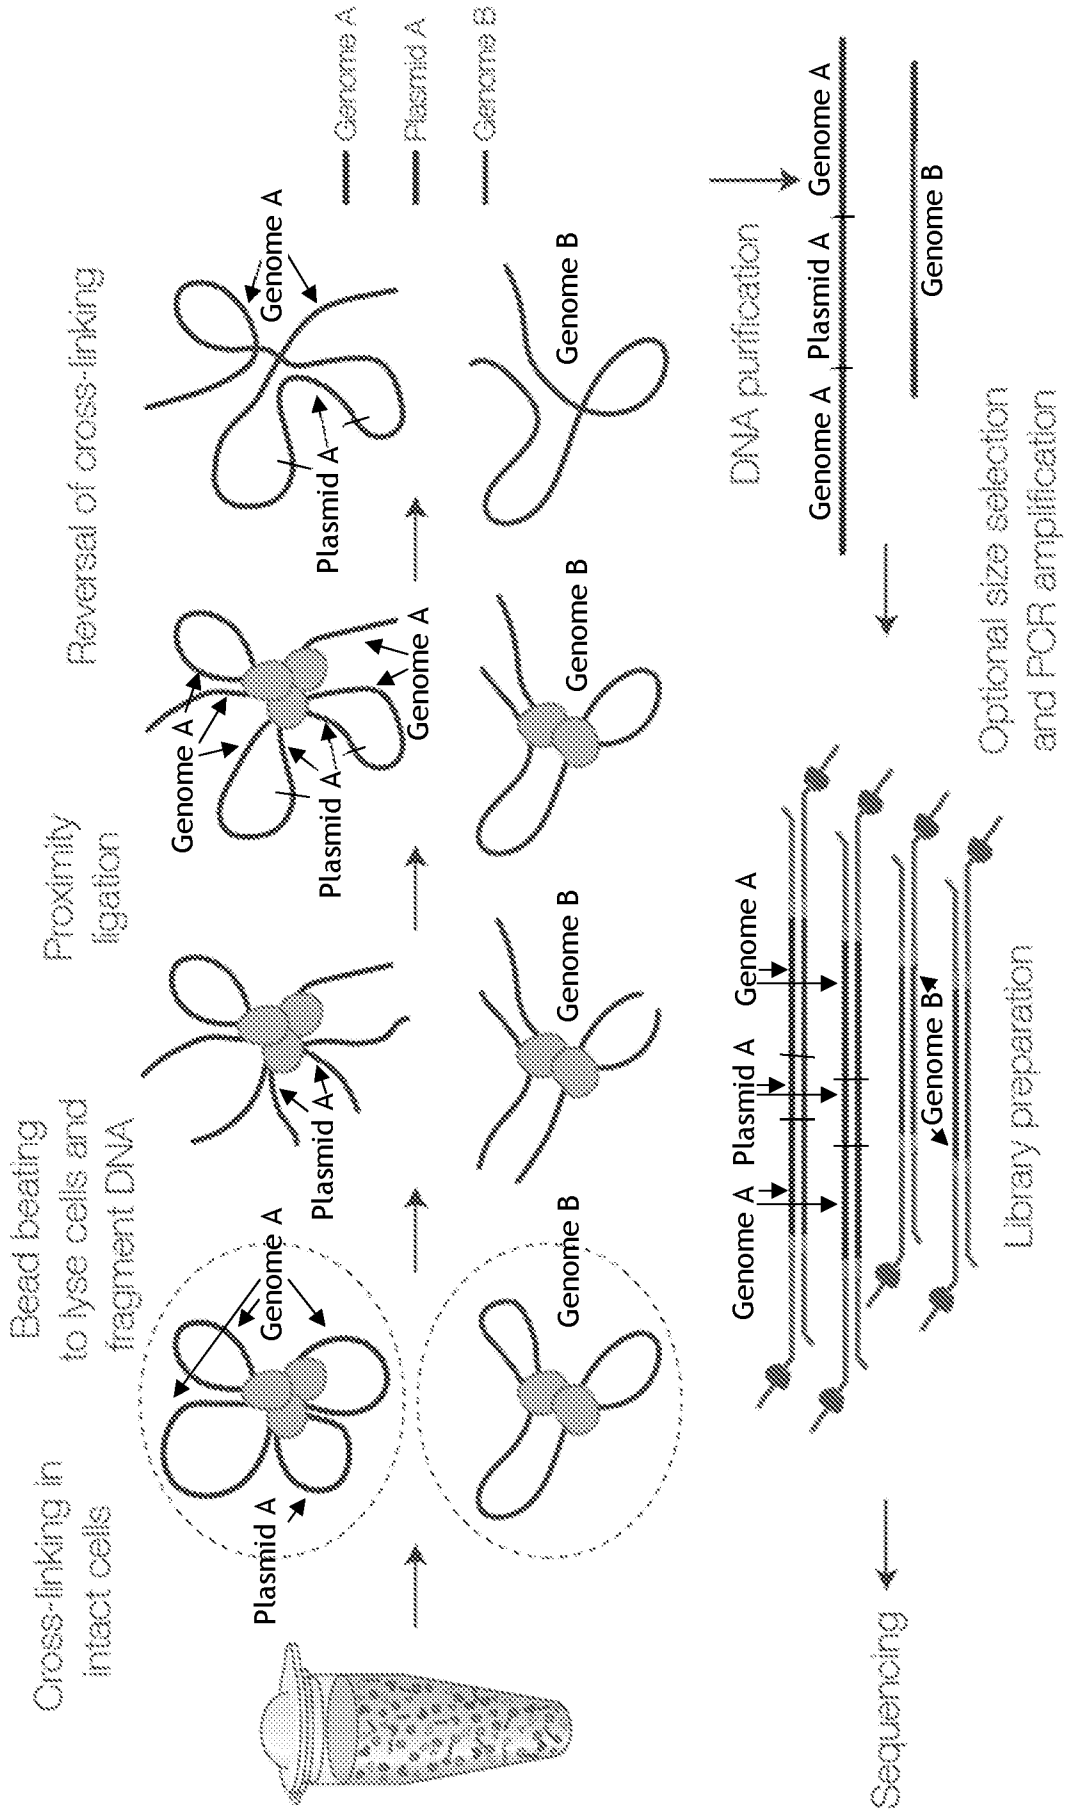 Cross-linking in
intact cells
Bead beating
to lyse cells and
fragment DNA
Proximity
ligation
Reversal of cross-linking
Plasmid A
Genome A
Genome B
Plasmid A
Genome B
Genome A
Plasmid A
Genome A
Genome B
Plasmid A
Genome A
Genome B
Genome A
Plasmid A
Genome B
DNA purification
Genome A
Plasmid A
Genome A
Genome B
Optional size selection
and PCR amplification
Genome A
Plasmid A
Genome A
Genome B
Library preparation
Sequencing